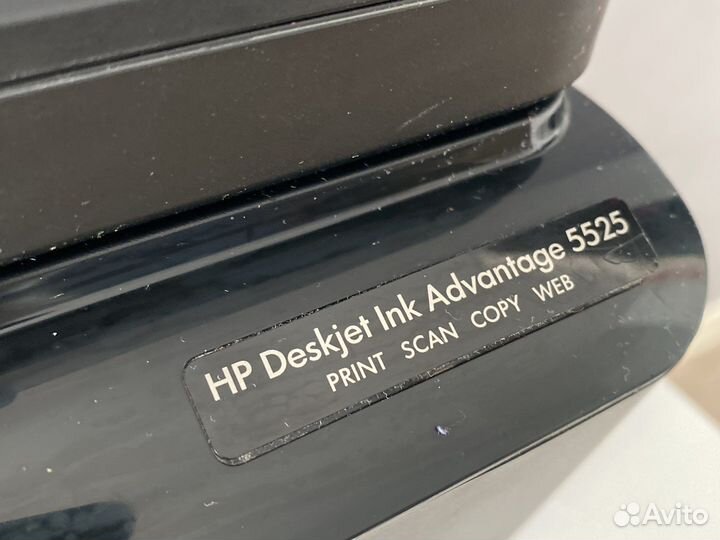 HP Deskjet Ink Advantage 5525
PRINT SCAN COPY WEB
Avito